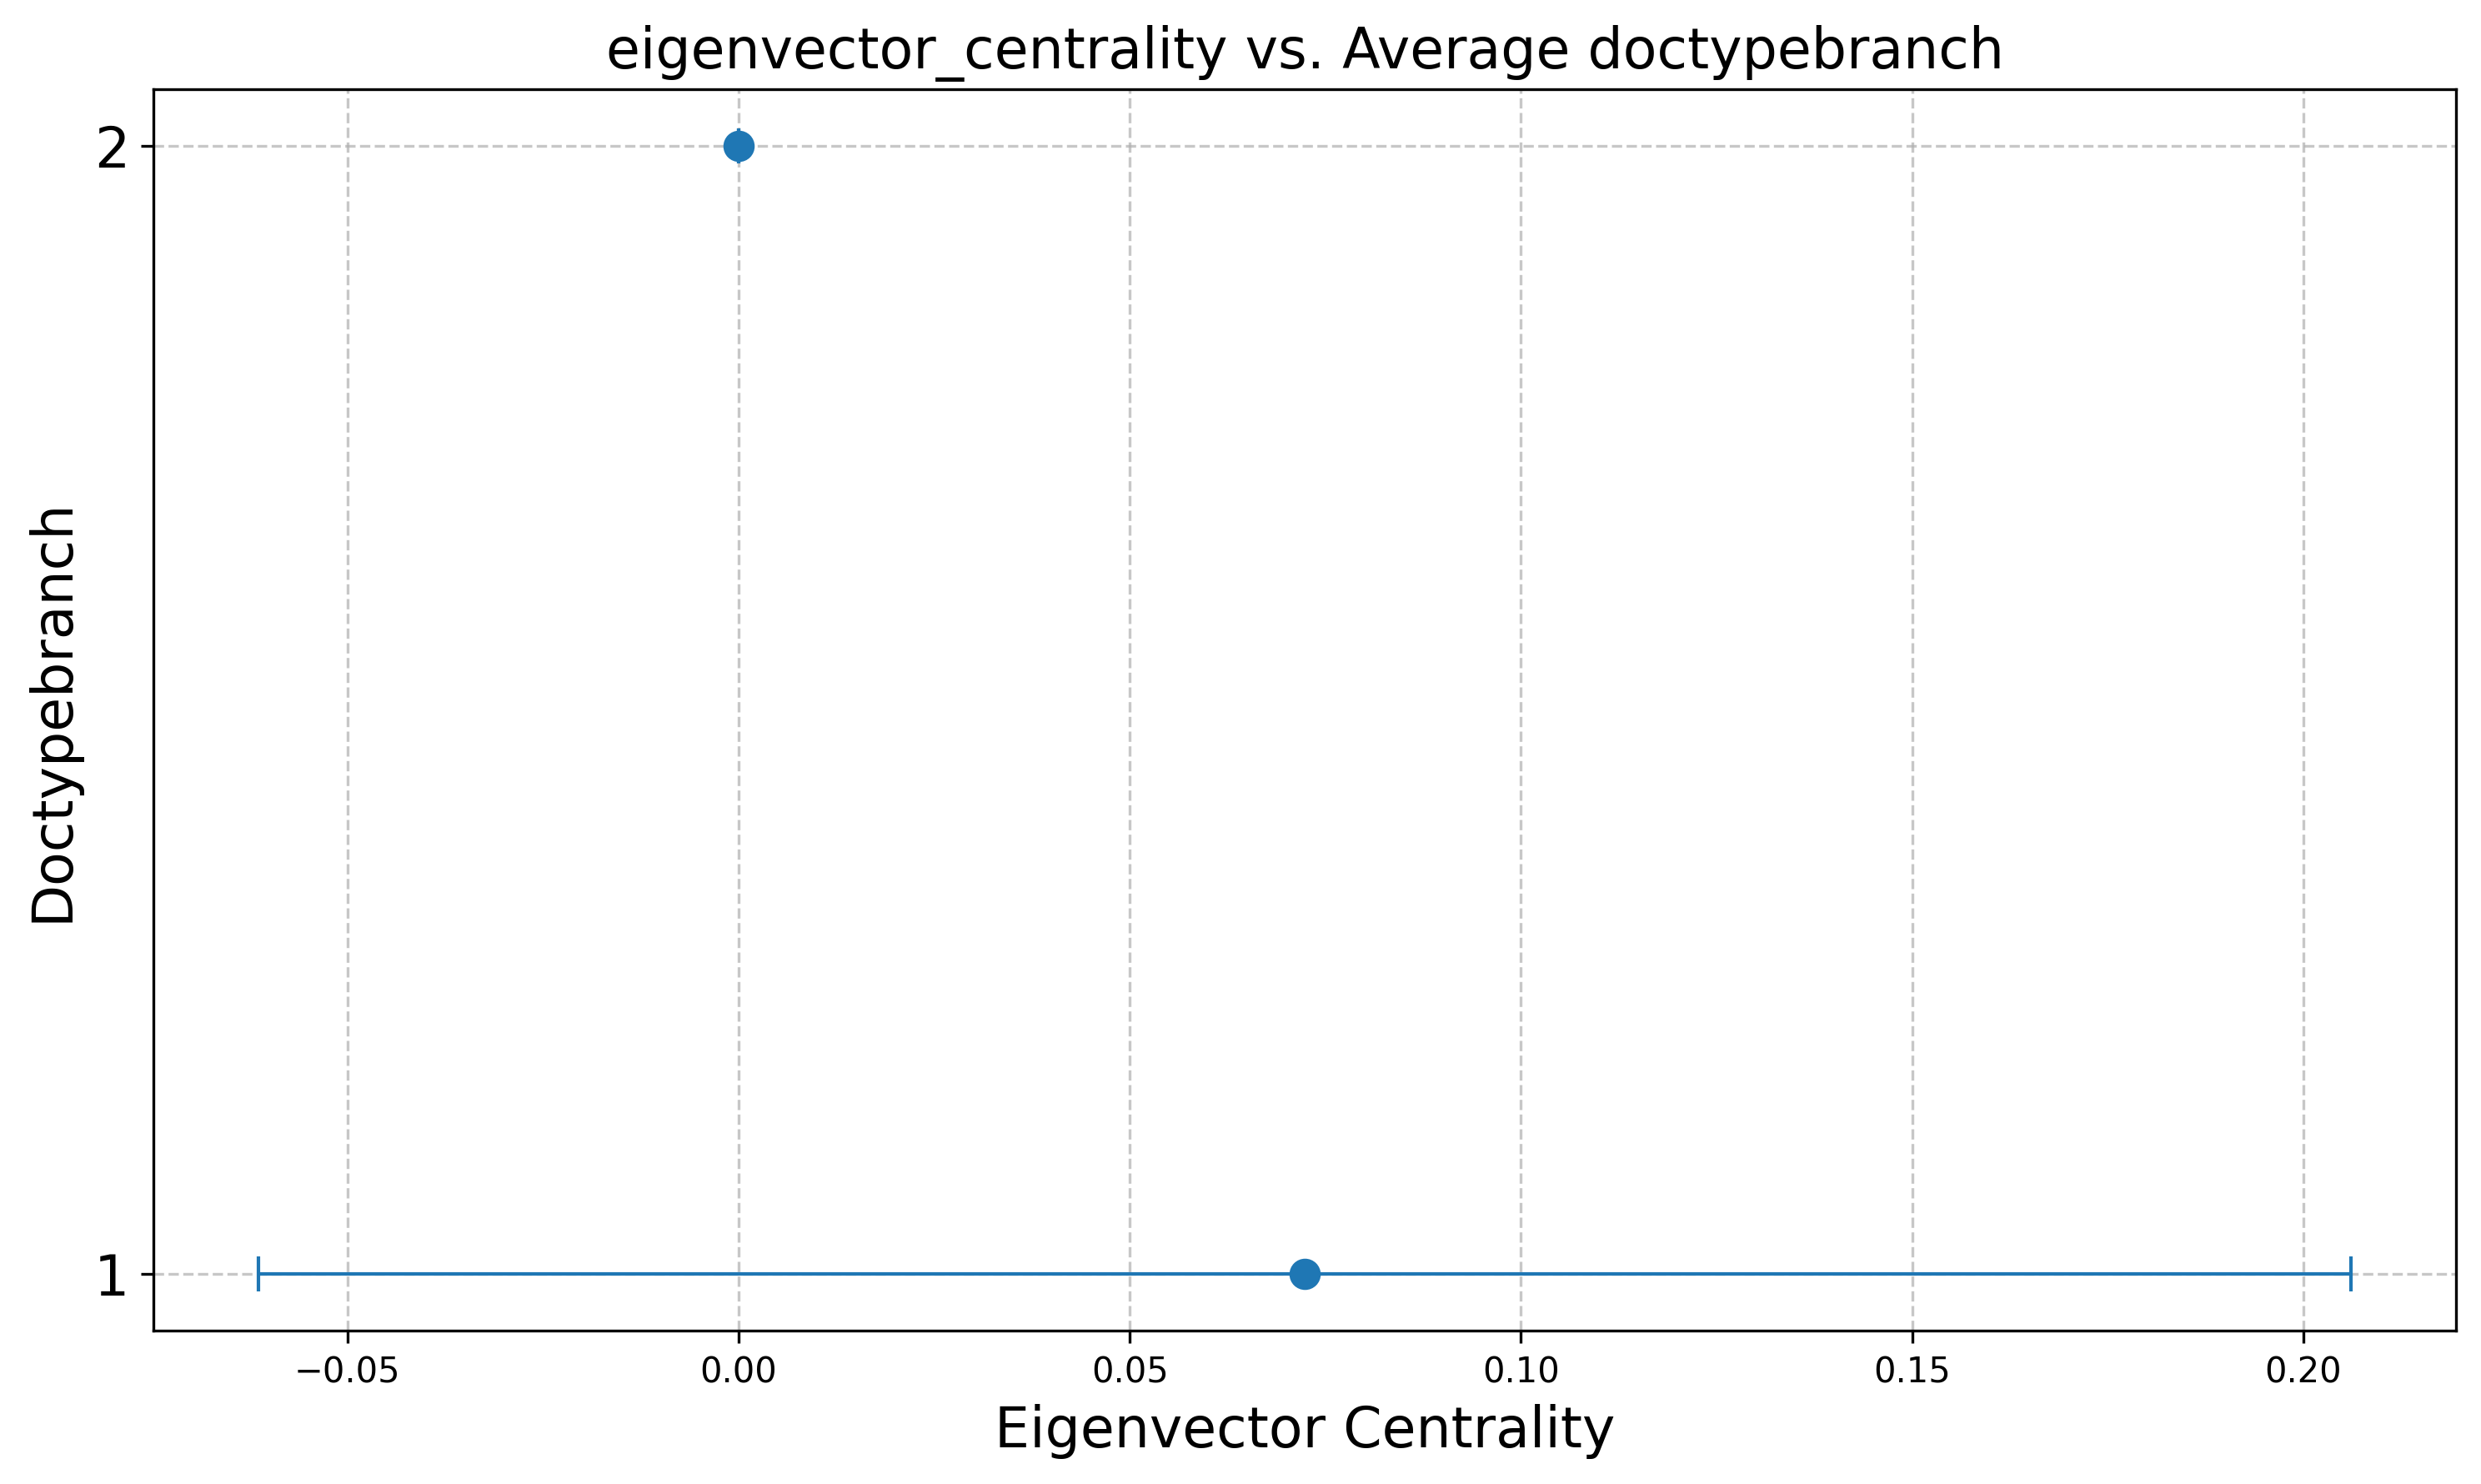 eigenvector_centrality vs. Average doctypebranch
Doctypebranch
2
1
−0.05 0.00 0.05 0.10 0.15 0.20
Eigenvector Centrality